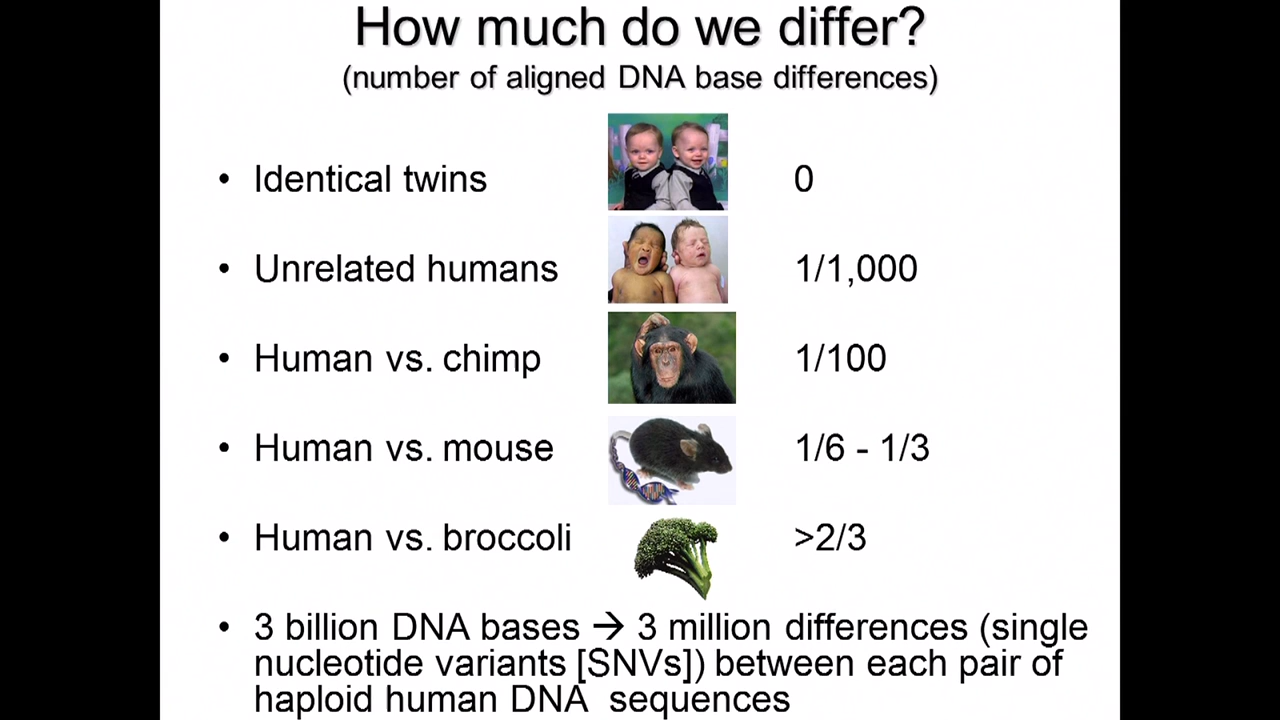 How much do we differ?
(number of aligned DNA base differences)
• Identical twins 0
• Unrelated humans 1/1,000
• Human vs. chimp 1/100
• Human vs. mouse 1/6 - 1/3
• Human vs. broccoli >2/3
• 3 billion DNA bases → 3 million differences (single
nucleotide variants [SNVs]) between each pair of
haploid human DNA sequences